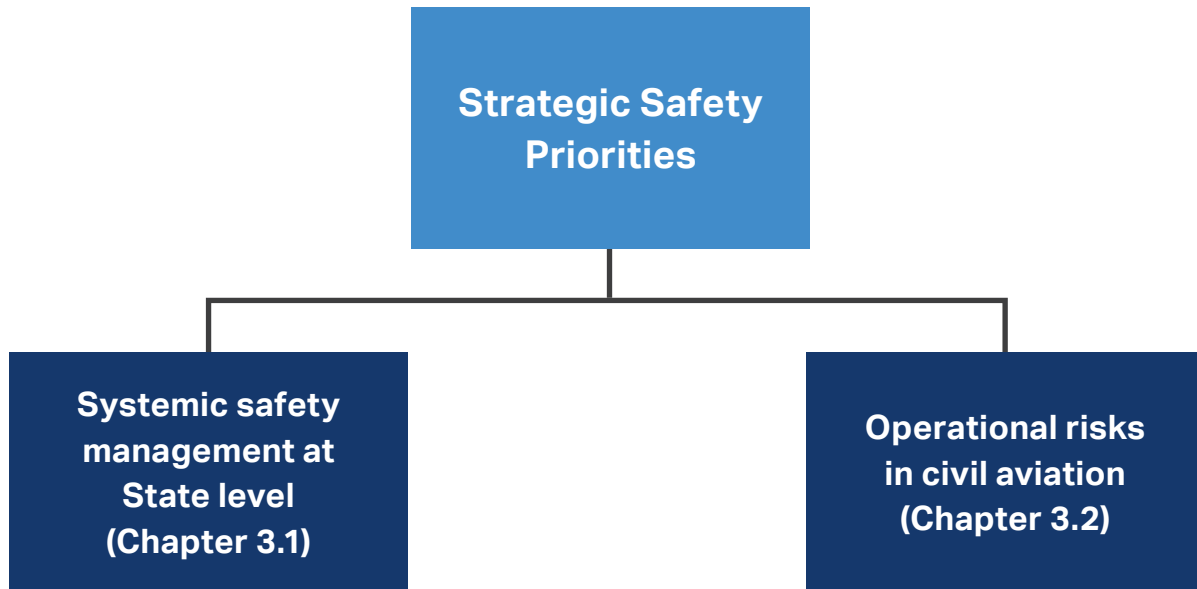 Strategic Safety
Priorities
Systemic safety
management at
State level
(Chapter 3.1)
Operational risks
in civil aviation
(Chapter 3.2)